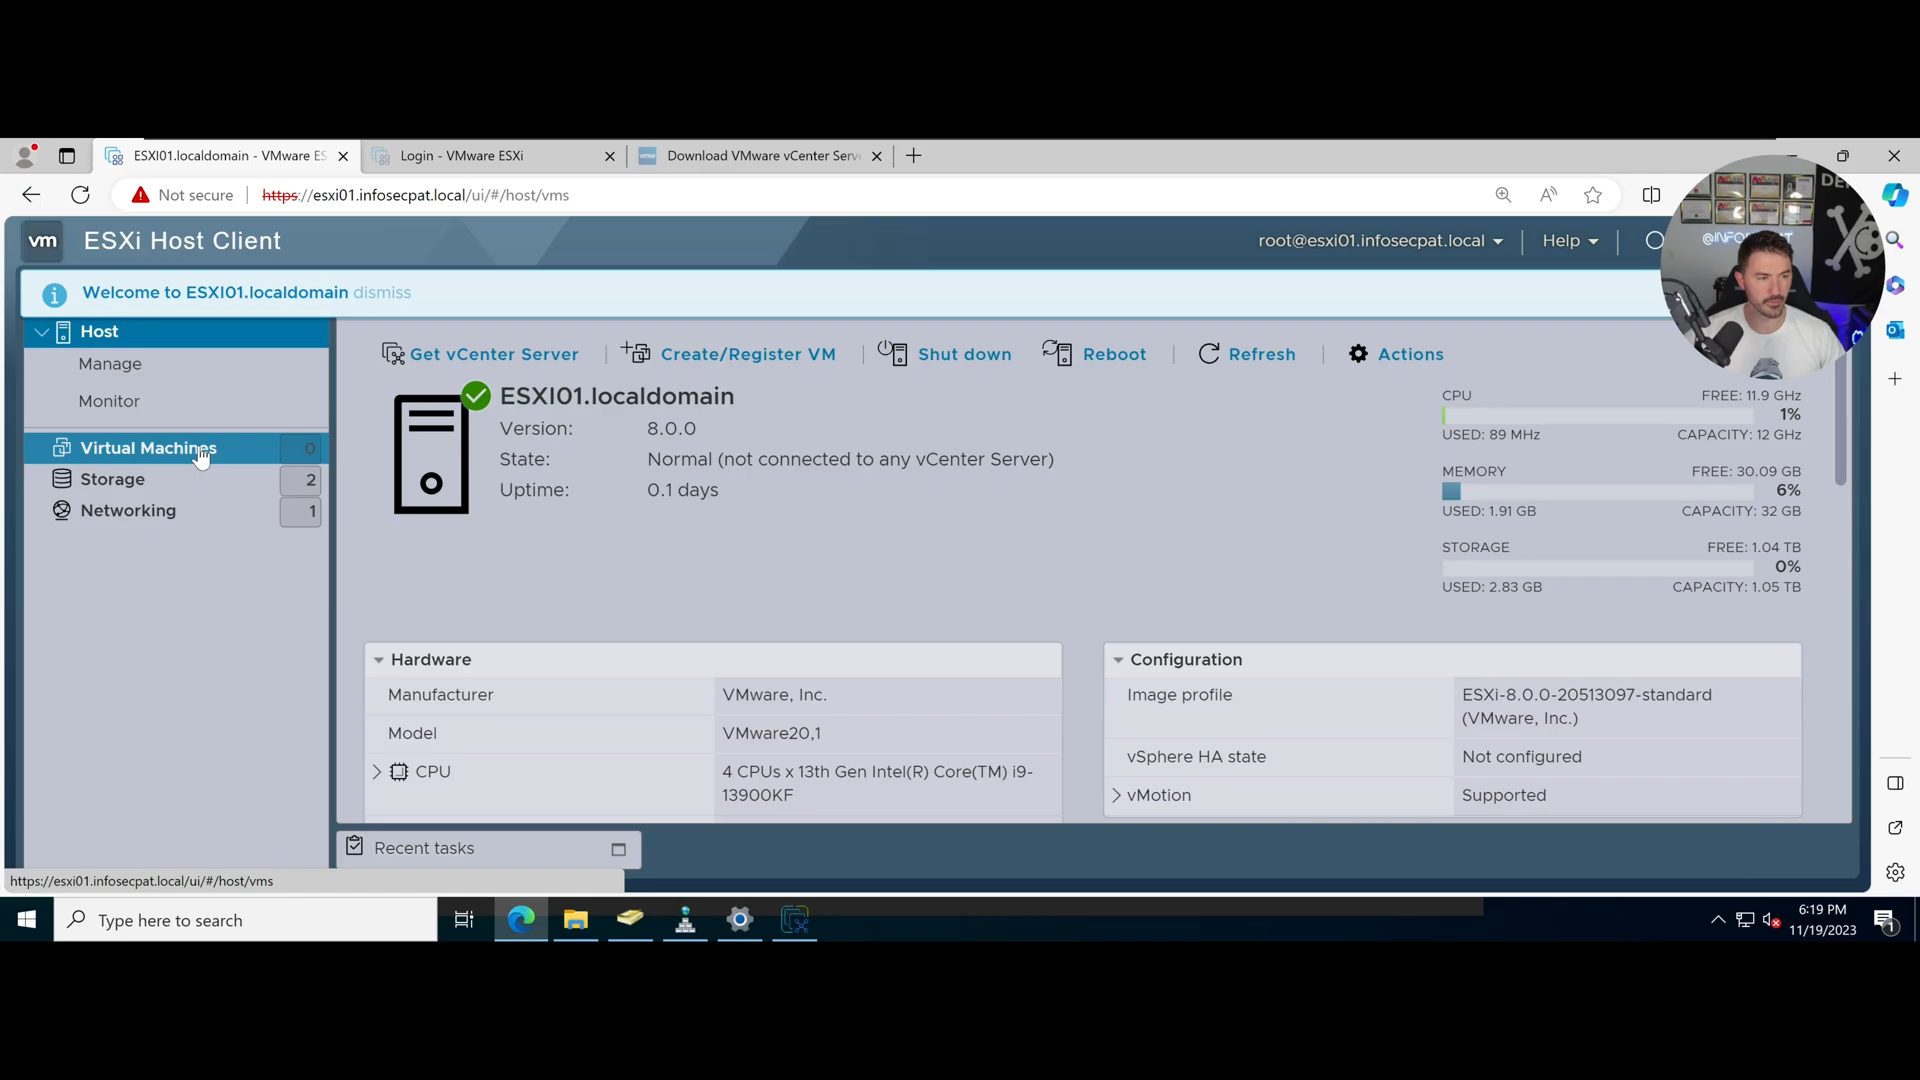 ESXI01.localdomain - VMware ES
Login - VMware ESXi
vmw
Download VMware vCenter Serve
Not secure
https://esxi01.infosecpat.local/ui/#/host/vms
vm
ESXi Host Client
root@esxi01.infosecpat.local
Help
Welcome to ESXI01.localdomain dismiss
Host
Manage
Monitor
Virtual Machines 0
Storage 2
Networking 1
Get vCenter Server
Create/Register VM
Shut down
Reboot
Refresh
Actions
ESXI01.localdomain
Version: 8.0.0
State: Normal (not connected to any vCenter Server)
Uptime: 0.1 days
CPU FREE: 11.9 GHz
1%
USED: 89 MHz CAPACITY: 12 GHz
MEMORY FREE: 30.09 GB
6%
USED: 1.91 GB CAPACITY: 32 GB
STORAGE FREE: 1.04 TB
0%
USED: 2.83 GB CAPACITY: 1.05 TB
Hardware
Manufacturer VMware, Inc.
Model VMware20,1
CPU 4 CPUs x 13th Gen Intel(R) Core(TM) i9-
13900KF
Configuration
Image profile ESXi-8.0.0-20513097-standard
(VMware, Inc.)
vSphere HA state Not configured
vMotion Supported
Recent tasks
https://esxi01.infosecpat.local/ui/#/host/vms
Type here to search
6:19 PM
11/19/2023
1